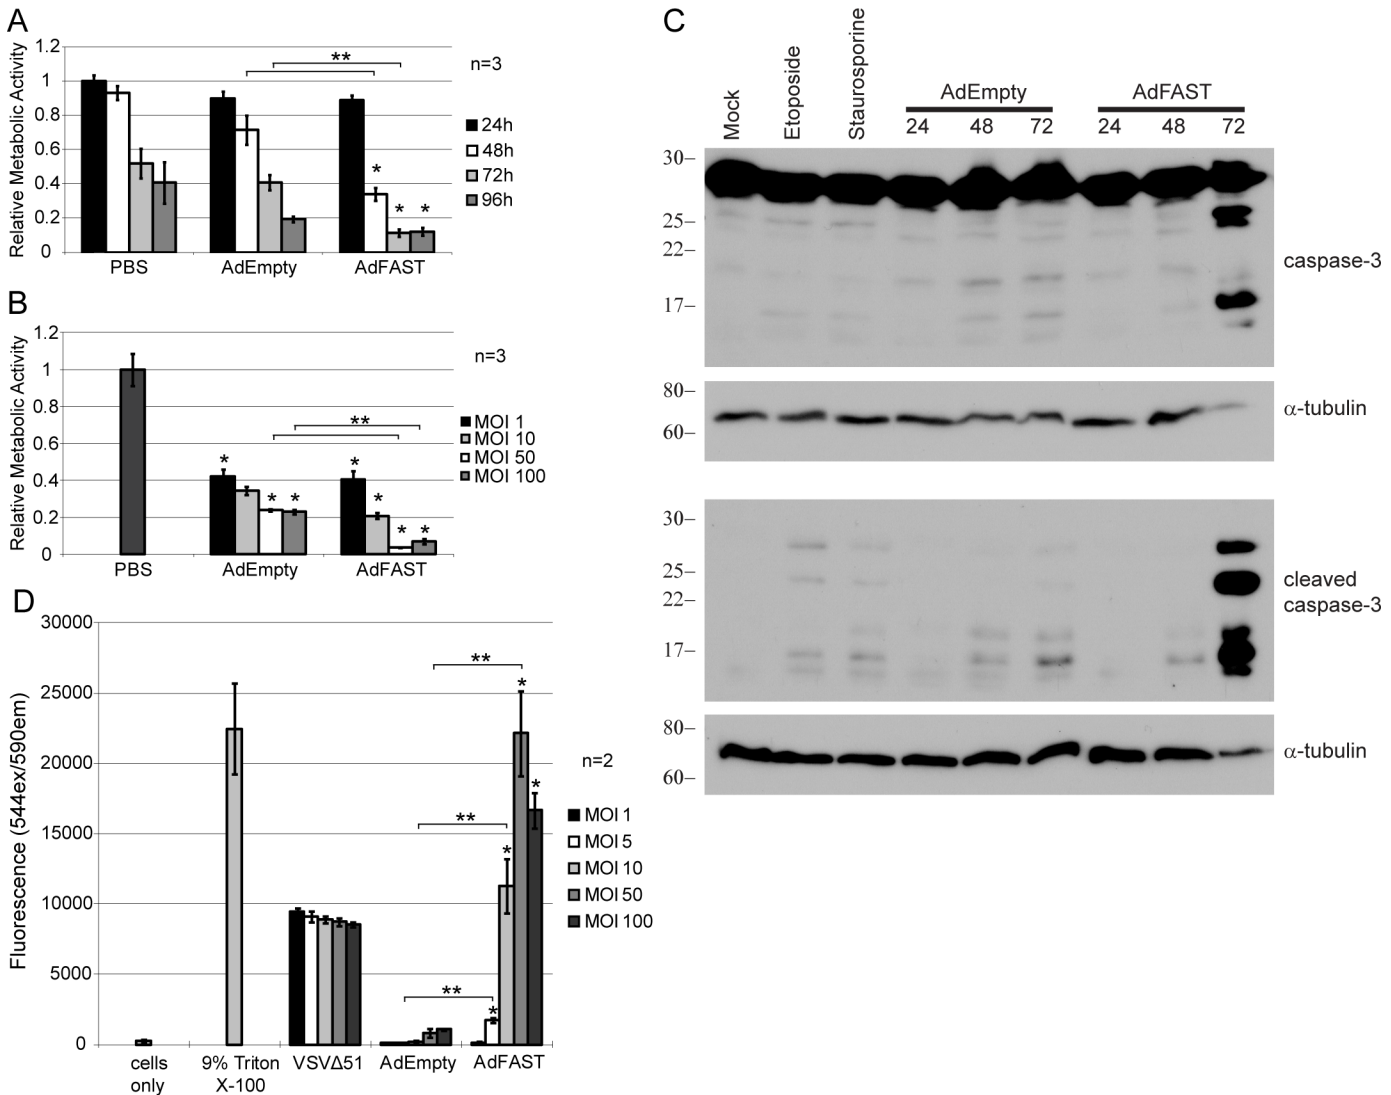 A
Relative Metabolic Activity
1.2
1
0.8
0.6
0.4
0.2
0
**
*
* *
n=3
24h
48h
72h
96h
PBS AdEmpty AdFAST
B
Relative Metabolic Activity
1.2
1
0.8
0.6
0.4
0.2
0
**
* * * * * * *
n=3
MOI 1
MOI 10
MOI 50
MOI 100
PBS AdEmpty AdFAST
C
Mock
Etoposide
Staurosporine
AdEmpty AdFAST
24 48 72 24 48 72
30–
25–
22–
17–
caspase-3
80–
60–
α-tubulin
30–
25–
22–
17–
cleaved
caspase-3
80–
60–
α-tubulin
D
Fluorescence (544ex/590em)
30000
25000
20000
15000
10000
5000
0
**
*
*
**
*
**
*
n=2
MOI 1
MOI 5
MOI 10
MOI 50
MOI 100
cells
only
9% Triton
X-100
VSVΔ51
AdEmpty
AdFAST